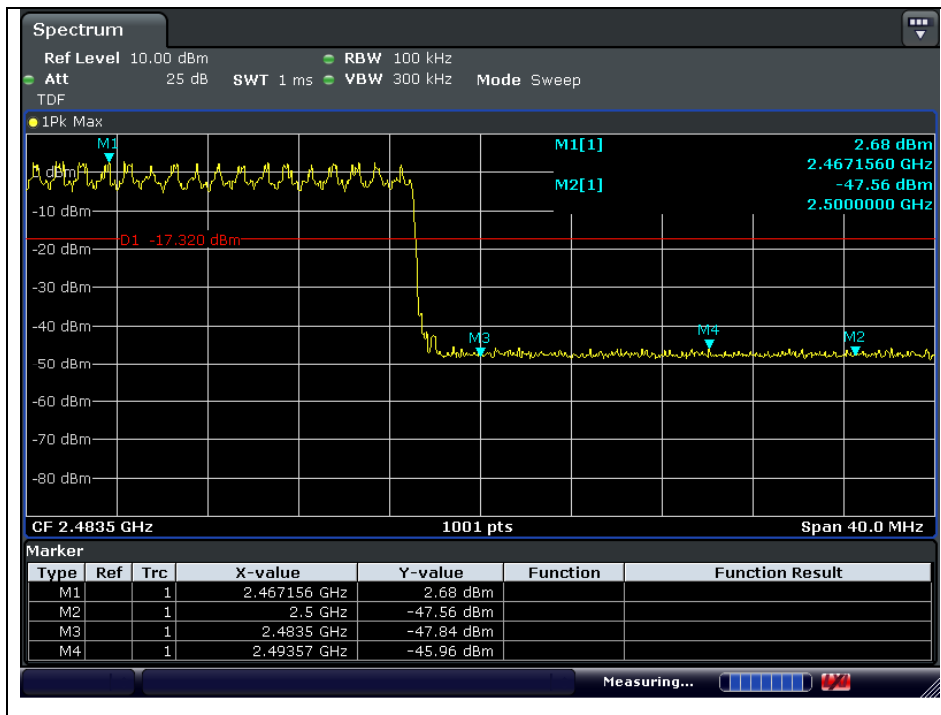 Spectrum
Ref Level 10.00 dBm RBW 100 kHz
Att 25 dB SWT 1 ms VBW 300 kHz Mode Sweep
TDF
1Pk Max
M1 M1[1] 2.68 dBm
2.4671560 GHz
0 dBm M2[1] -47.56 dBm
2.5000000 GHz
-10 dBm
D1 -17.320 dBm
-20 dBm
-30 dBm
-40 dBm
M3 M4 M2
-50 dBm
-60 dBm
-70 dBm
-80 dBm
CF 2.4835 GHz 1001 pts Span 40.0 MHz
Marker
Type Ref Trc X-value Y-value Function Function Result
M1 1 2.467156 GHz 2.68 dBm
M2 1 2.5 GHz -47.56 dBm
M3 1 2.4835 GHz -47.84 dBm
M4 1 2.49357 GHz -45.96 dBm
Measuring...